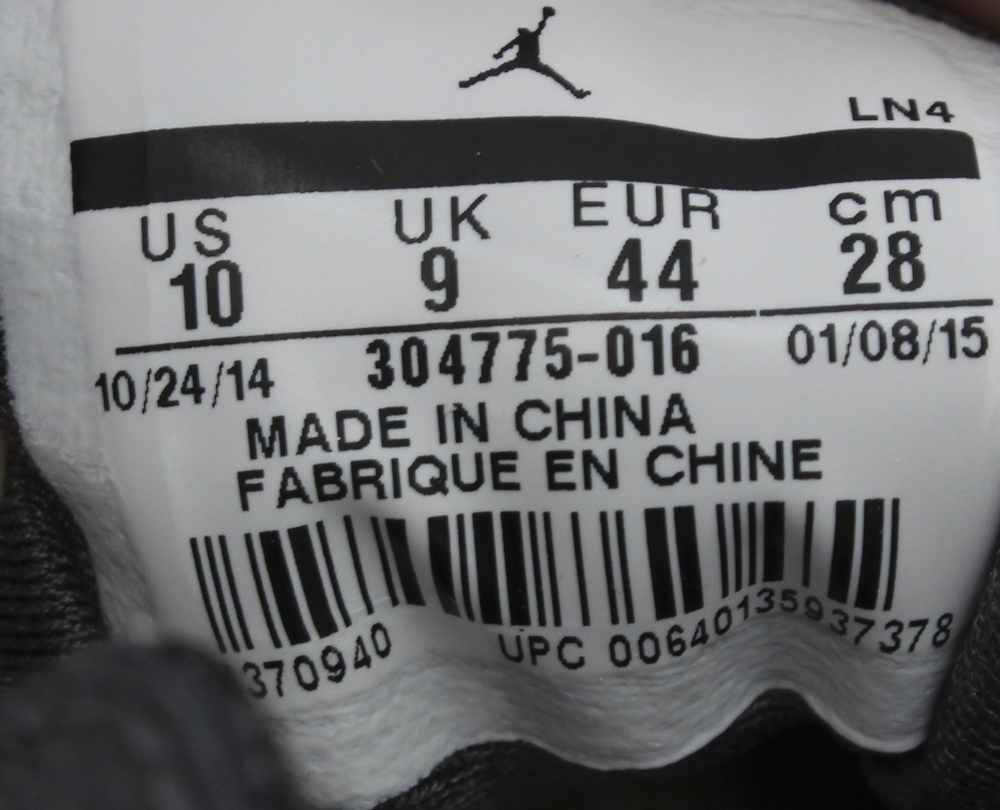 LN4
US UK EUR cm
10 9 44 28
10/24/14 304775-016 01/08/15
MADE IN CHINA
FABRIQUE EN CHINE
370940 UPC 00640135937378